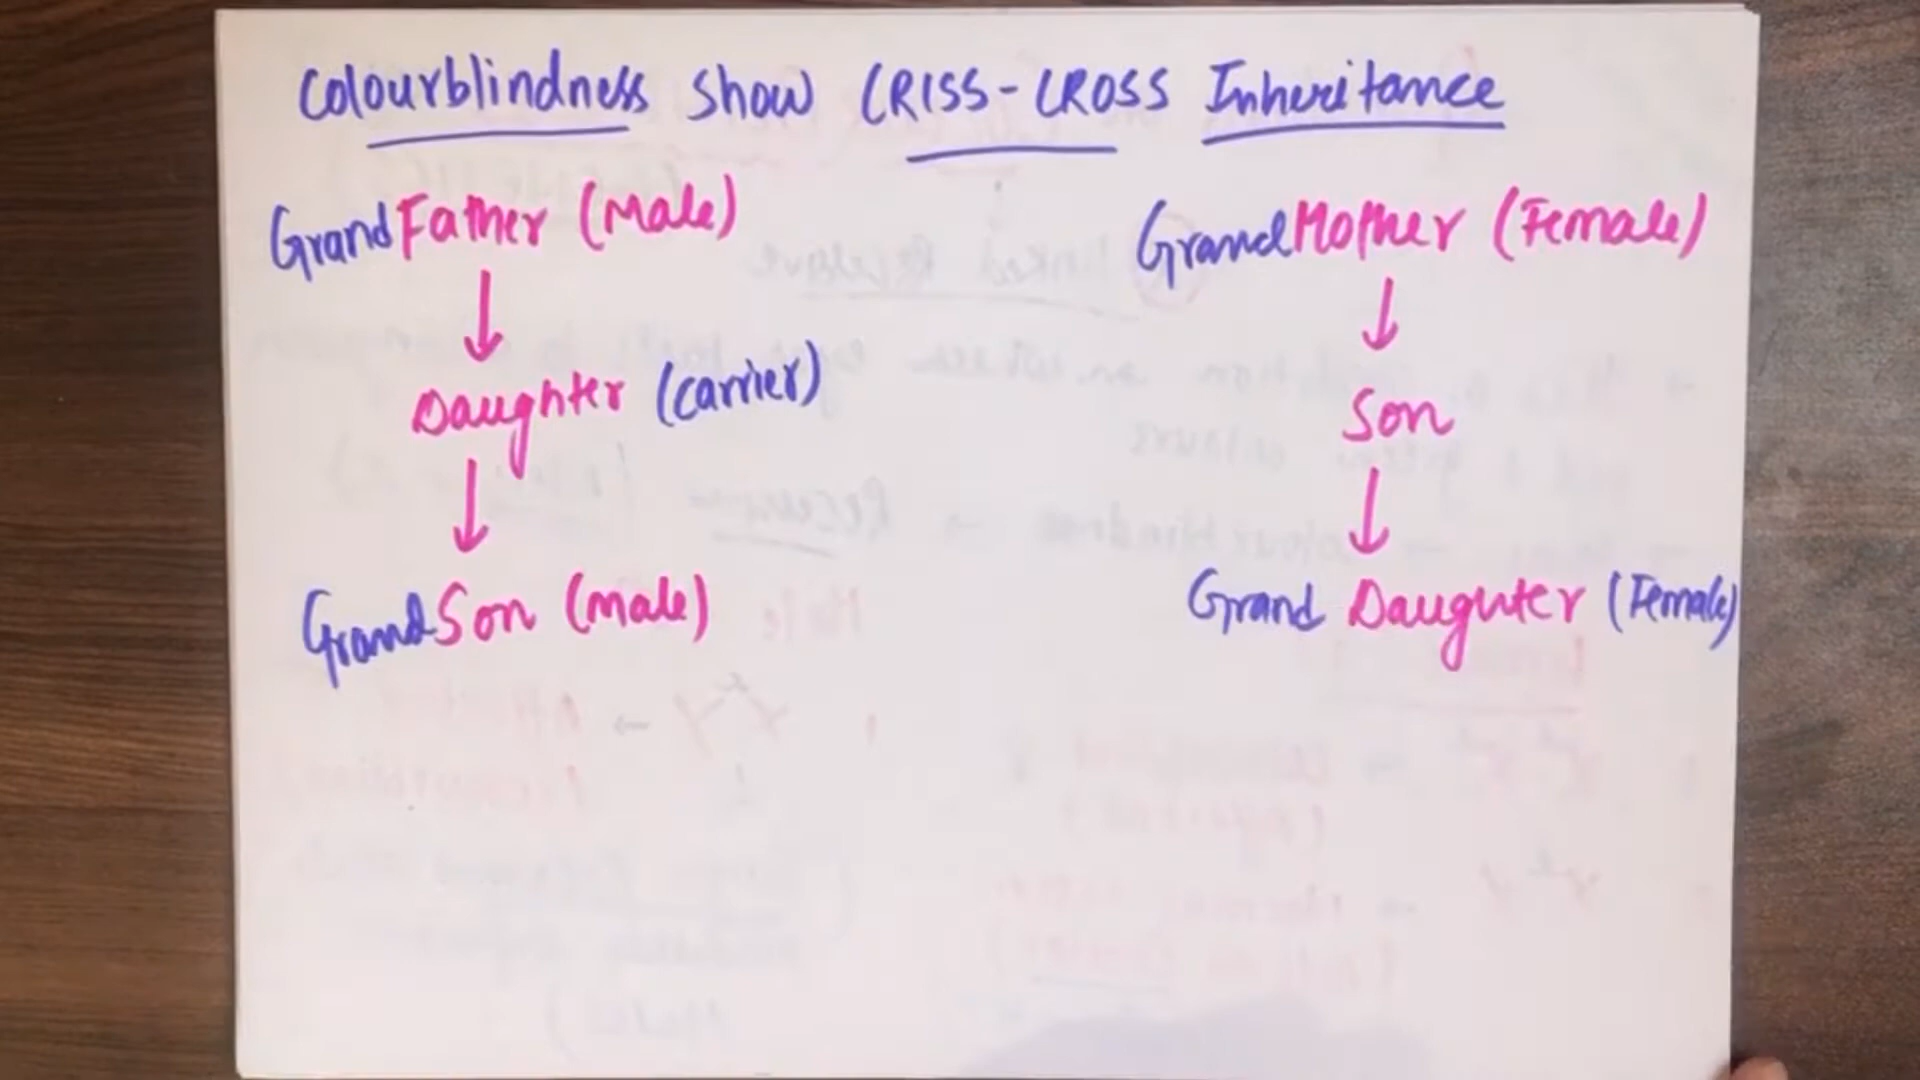 Colourblindness Show CRISS-CROSS Inheritance
GrandFather (Male)
GrandMother (Female)
Daughter (carrier)
Son
GrandSon (Male)
Grand Daughter (Female)